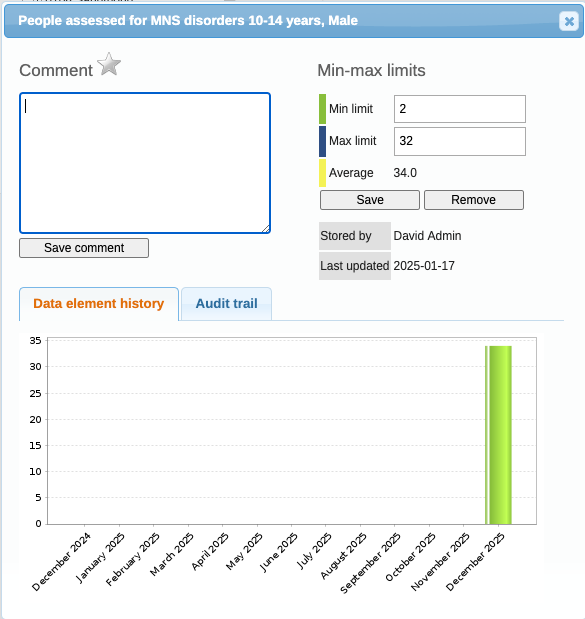 People assessed for MNS disorders 10-14 years, Male
Comment
Min-max limits
Min limit 2
Max limit 32
Average 34.0
Save Remove
Stored by David Admin
Last updated 2025-01-17
Save comment
Data element history Audit trail
35
30
25
20
15
10
5
0
December 2024
January 2025
February 2025
March 2025
April 2025
May 2025
June 2025
July 2025
August 2025
September 2025
October 2025
November 2025
December 2025